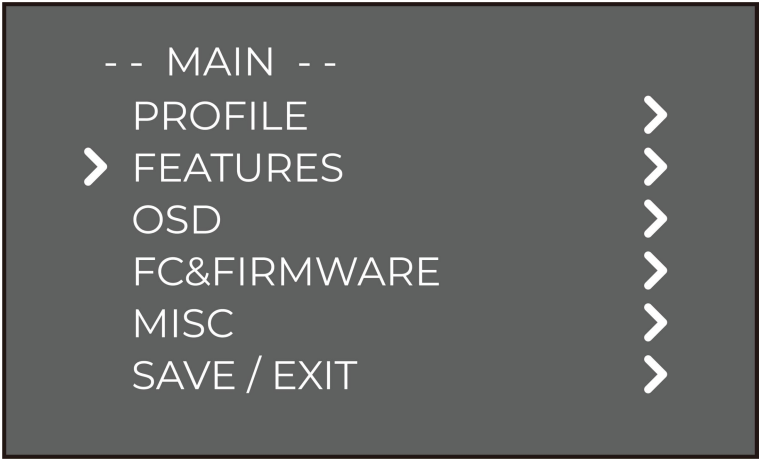 -- MAIN --
PROFILE >
> FEATURES >
OSD >
FC&FIRMWARE >
MISC >
SAVE / EXIT >